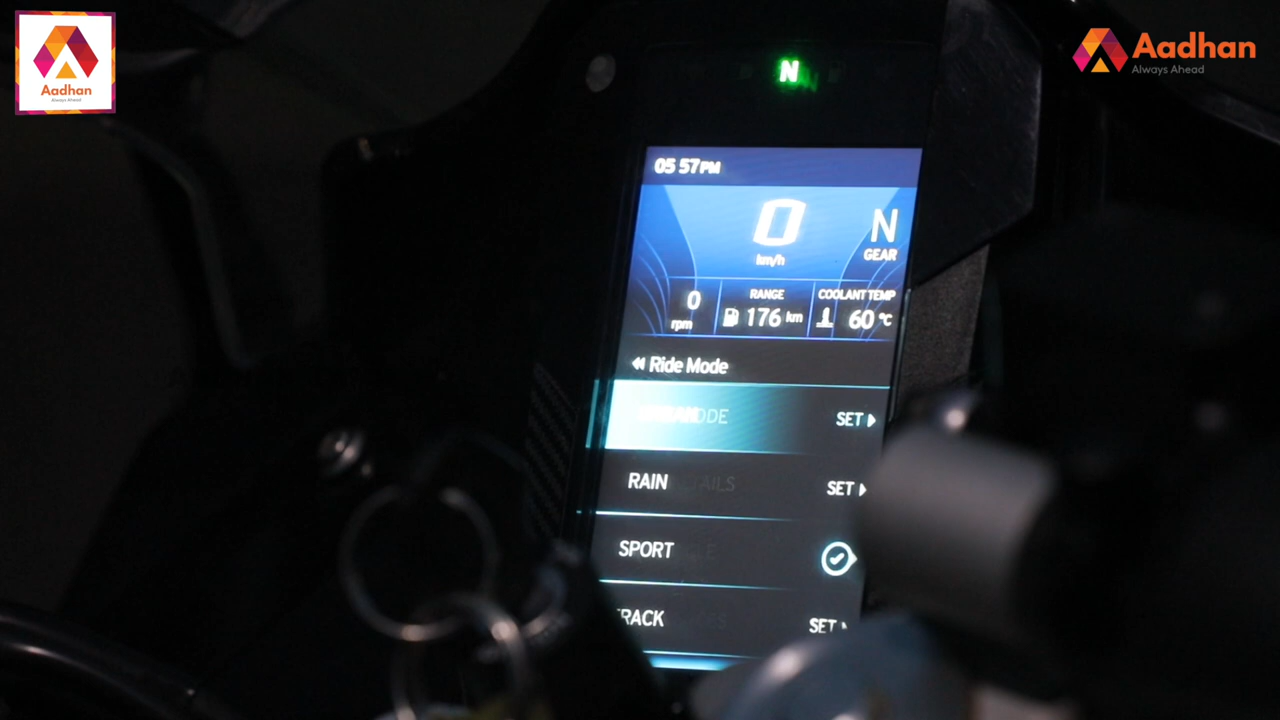 Aadhan
Always Ahead
Aadhan
Always Ahead
N
05 57 PM
0
km/h
N
GEAR
0
rpm
RANGE
176 km
COOLANT TEMP
60 °C
Ride Mode
SET
RAIN
SET
SPORT
TRACK
SET